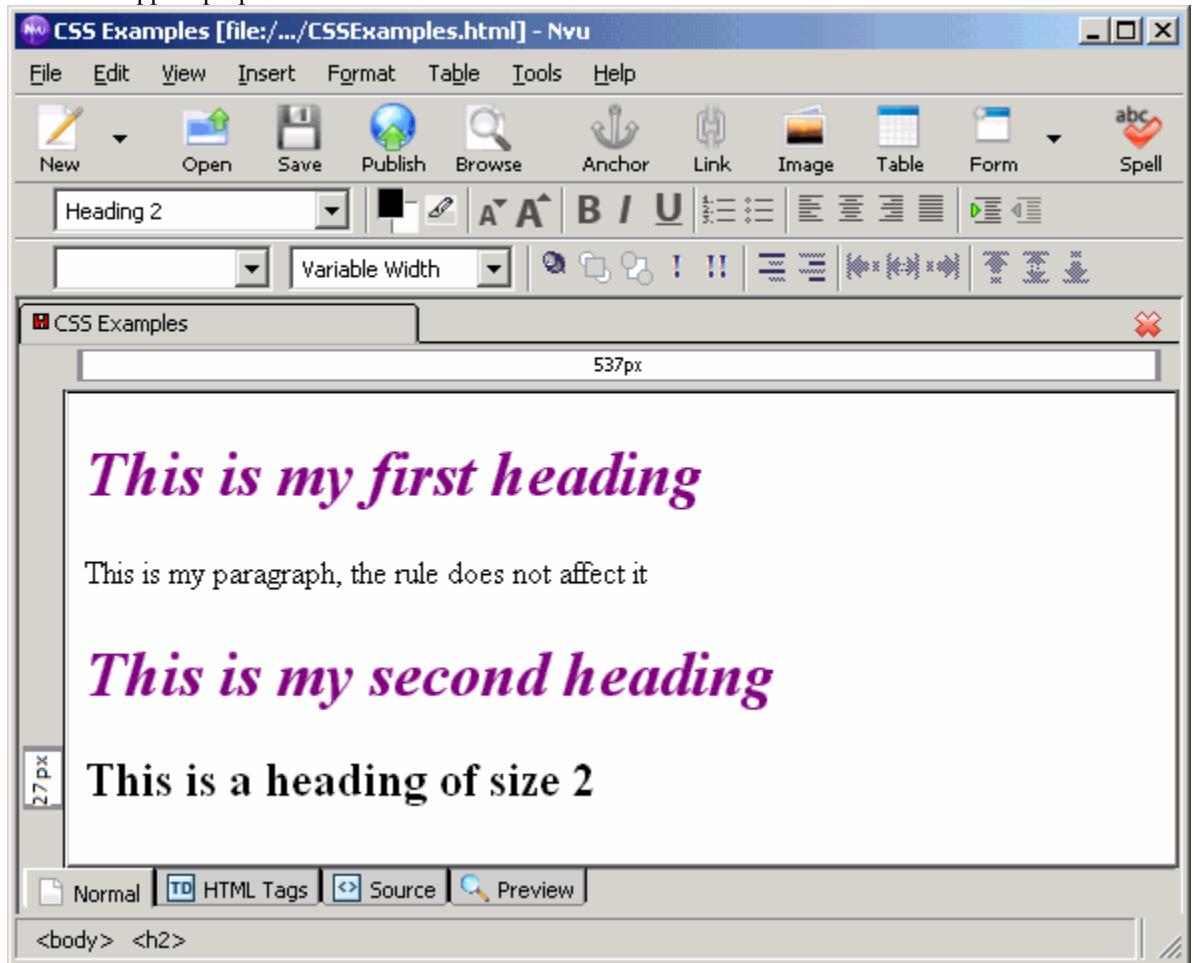 CSS Examples [file:/.../CSSExamples.html] - Nvu
File Edit View Insert Format Table Tools Help
New Open Save Publish Browse Anchor Link Image Table Form Spell
Heading 2
Variable Width
CSS Examples
537px
This is my first heading
This is my paragraph, the rule does not affect it
This is my second heading
27px
This is a heading of size 2
Normal HTML Tags Source Preview
<body> <h2>